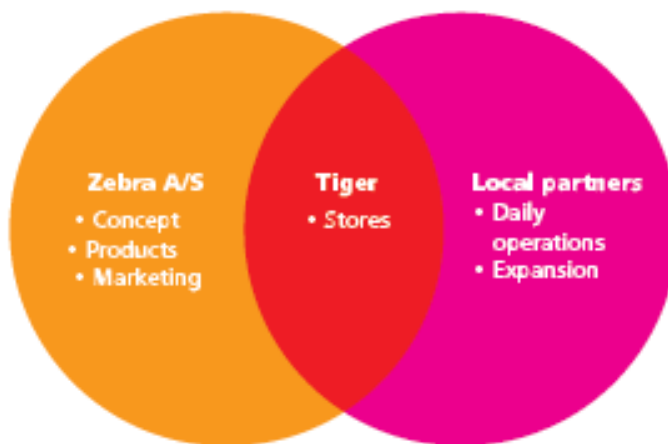 Zebra A/S
• Concept
• Products
• Marketing
Tiger
• Stores
Local partners
• Daily
operations
• Expansion